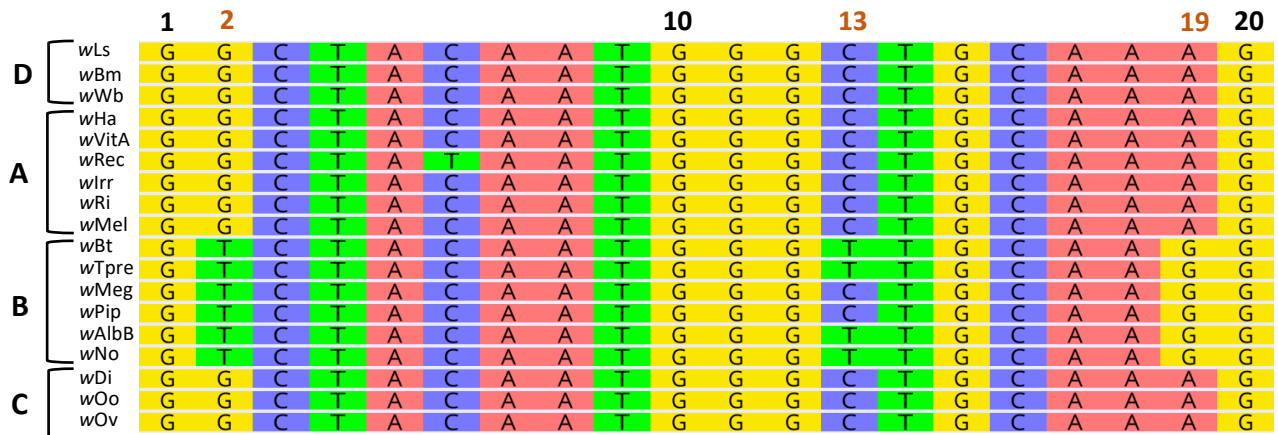 1 2 10 13 19 20
D
wLs G G C T A C A A T G G G C T G C A A A G
wBm G G C T A C A A T G G G C T G C A A A G
wWb G G C T A C A A T G G G C T G C A A A G
A
wHa G G C T A C A A T G G G C T G C A A A G
wVitA G G C T A C A A T G G G C T G C A A A G
wRec G G C T A T A A T G G G C T G C A A A G
wIrr G G C T A C A A T G G G C T G C A A A G
wRi G G C T A C A A T G G G C T G C A A A G
wMel G G C T A C A A T G G G C T G C A A A G
B
wBt G T C T A C A A T G G G T T G C A A G G
wTpre G T C T A C A A T G G G T T G C A A G G
wMeg G T C T A C A A T G G G C T G C A A G G
wPip G T C T A C A A T G G G C T G C A A G G
wAlbB G T C T A C A A T G G G T T G C A A G G
wNo G T C T A C A A T G G G T T G C A A G G
C
wDi G G C T A C A A T G G G C T G C A A A G
wOo G G C T A C A A T G G G C T G C A A A G
wOv G G C T A C A A T G G G C T G C A A A G